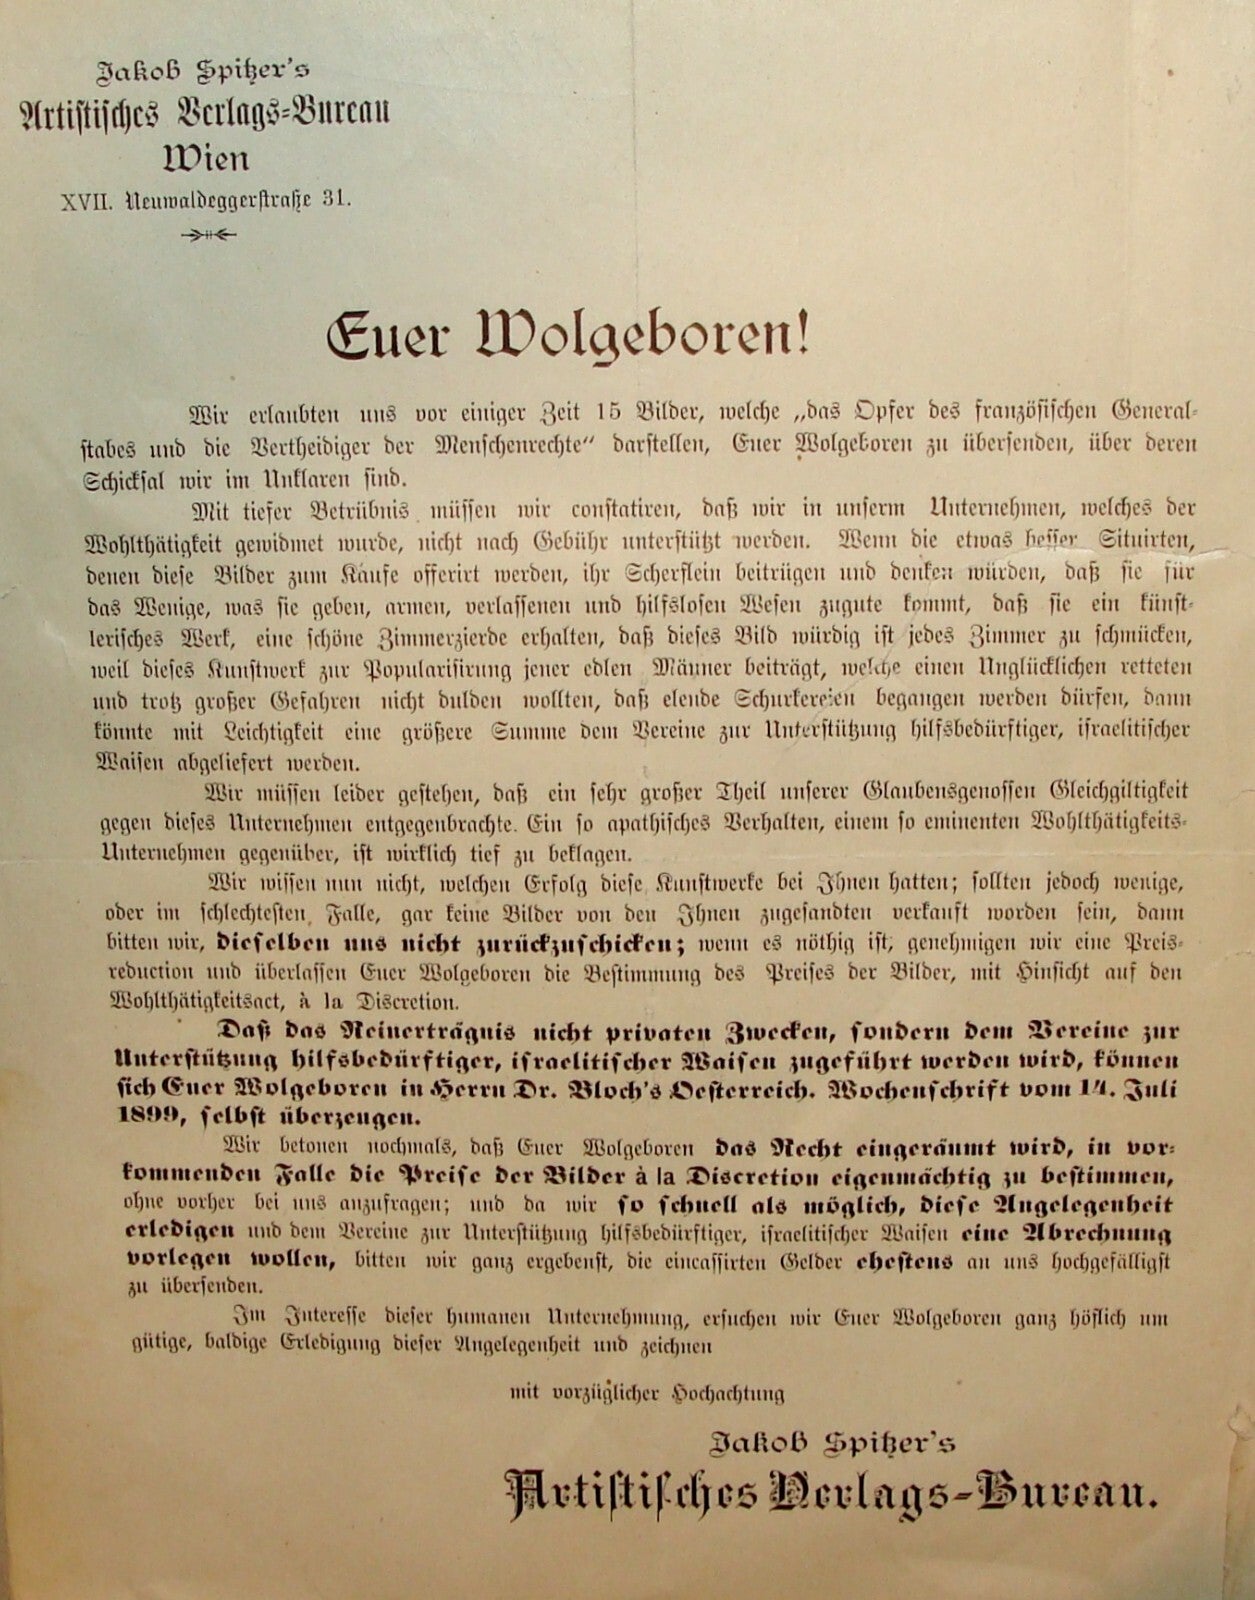 Jakob Spitzer's
Artistisches Verlags-Bureau
Wien
XVII. Neuwaldeggerstraße 31.
Euer Wolgeboren!
Wir erlaubten uns vor einiger Zeit 15 Bilder, welche „das Opfer des französischen General-
stabes und die Vertheidiger der Menschenrechte" darstellen, Euer Wolgeboren zu übersenden, über deren
Schicksal wir im Unklaren sind.
Mit tiefer Betrübnis müssen wir constatiren, daß wir in unserm Unternehmen, welches der
Wohlthätigkeit gewidmet wurde, nicht nach Gebühr unterstützt werden. Wenn die etwas besser Situirten,
denen diese Bilder zum Kaufe offerirt werden, ihr Scherflein beitrügen und denken würden, daß sie für
das Wenige, was sie geben, armen, verlassenen und hilfslosen Wesen zugute kommt, daß sie ein künst-
lerisches Werk, eine schöne Zimmerzierde erhalten, daß dieses Bild würdig ist jedes Zimmer zu schmücken,
weil dieses Kunstwerk zur Popularisirung jener edlen Männer beiträgt, welche einen Unglücklichen retteten
und trotz großer Gefahren nicht dulden wollten, daß elende Schurkereien begangen werden dürfen, dann
könnte mit Leichtigkeit eine größere Summe dem Vereine zur Unterstützung hilfsbedürftiger, israelitischer
Waisen abgeliefert werden.
Wir müssen leider gestehen, daß ein sehr großer Theil unserer Glaubensgenossen Gleichgiltigkeit
gegen dieses Unternehmen entgegenbrachte. Ein so apathisches Verhalten, einem so eminenten Wohlthätigkeits-
Unternehmen gegenüber, ist wirklich tief zu beklagen.
Wir wissen nun nicht, welchen Erfolg diese Kunstwerke bei Ihnen hatten; sollten jedoch wenige,
oder im schlechtesten Falle, gar keine Bilder von den Ihnen zugesandten verkauft worden sein, dann
bitten wir, dieselben uns nicht zurückzuschicken; wenn es nöthig ist, genehmigen wir eine Preis-
reduction und überlassen Euer Wolgeboren die Bestimmung des Preises der Bilder, mit Hinsicht auf den
Wohlthätigkeitsact, à la Discretion.
Daß das Reinerträgnis nicht privaten Zwecken, sondern dem Vereine zur
Unterstützung hilfsbedürftiger, israelitischer Waisen zugeführt werden wird, können
sich Euer Wolgeboren in Herrn Dr. Bloch's Oesterreich. Wochenschrift vom 14. Juli
1899, selbst überzeugen.
Wir betonen nochmals, daß Euer Wolgeboren das Recht eingeräumt wird, in vor-
kommenden Falle die Preise der Bilder à la Discretion eigenmächtig zu bestimmen,
ohne vorher bei uns anzufragen; und da wir so schnell als möglich, diese Angelegenheit
erledigen und dem Vereine zur Unterstützung hilfsbedürftiger, israelitischer Waisen eine Abrechnung
vorlegen wollen, bitten wir ganz ergebenst, die eincassirten Gelder ehestens an uns hochgefälligst
zu übersenden.
Im Interesse dieser humanen Unternehmung, ersuchen wir Euer Wolgeboren ganz höflich um
gütige, baldige Erledigung dieser Angelegenheit und zeichnen
mit vorzüglicher Hochachtung
Jakob Spitzer's
Artistisches Verlags-Bureau.